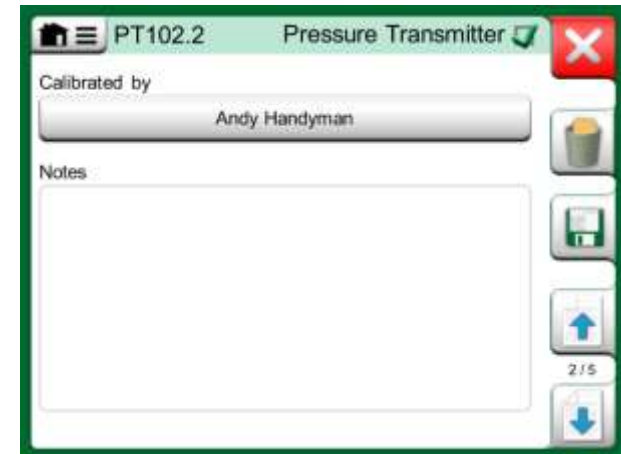 PT102.2 Pressure Transmitter
Calibrated by
Andy Handyman
Notes
2/5